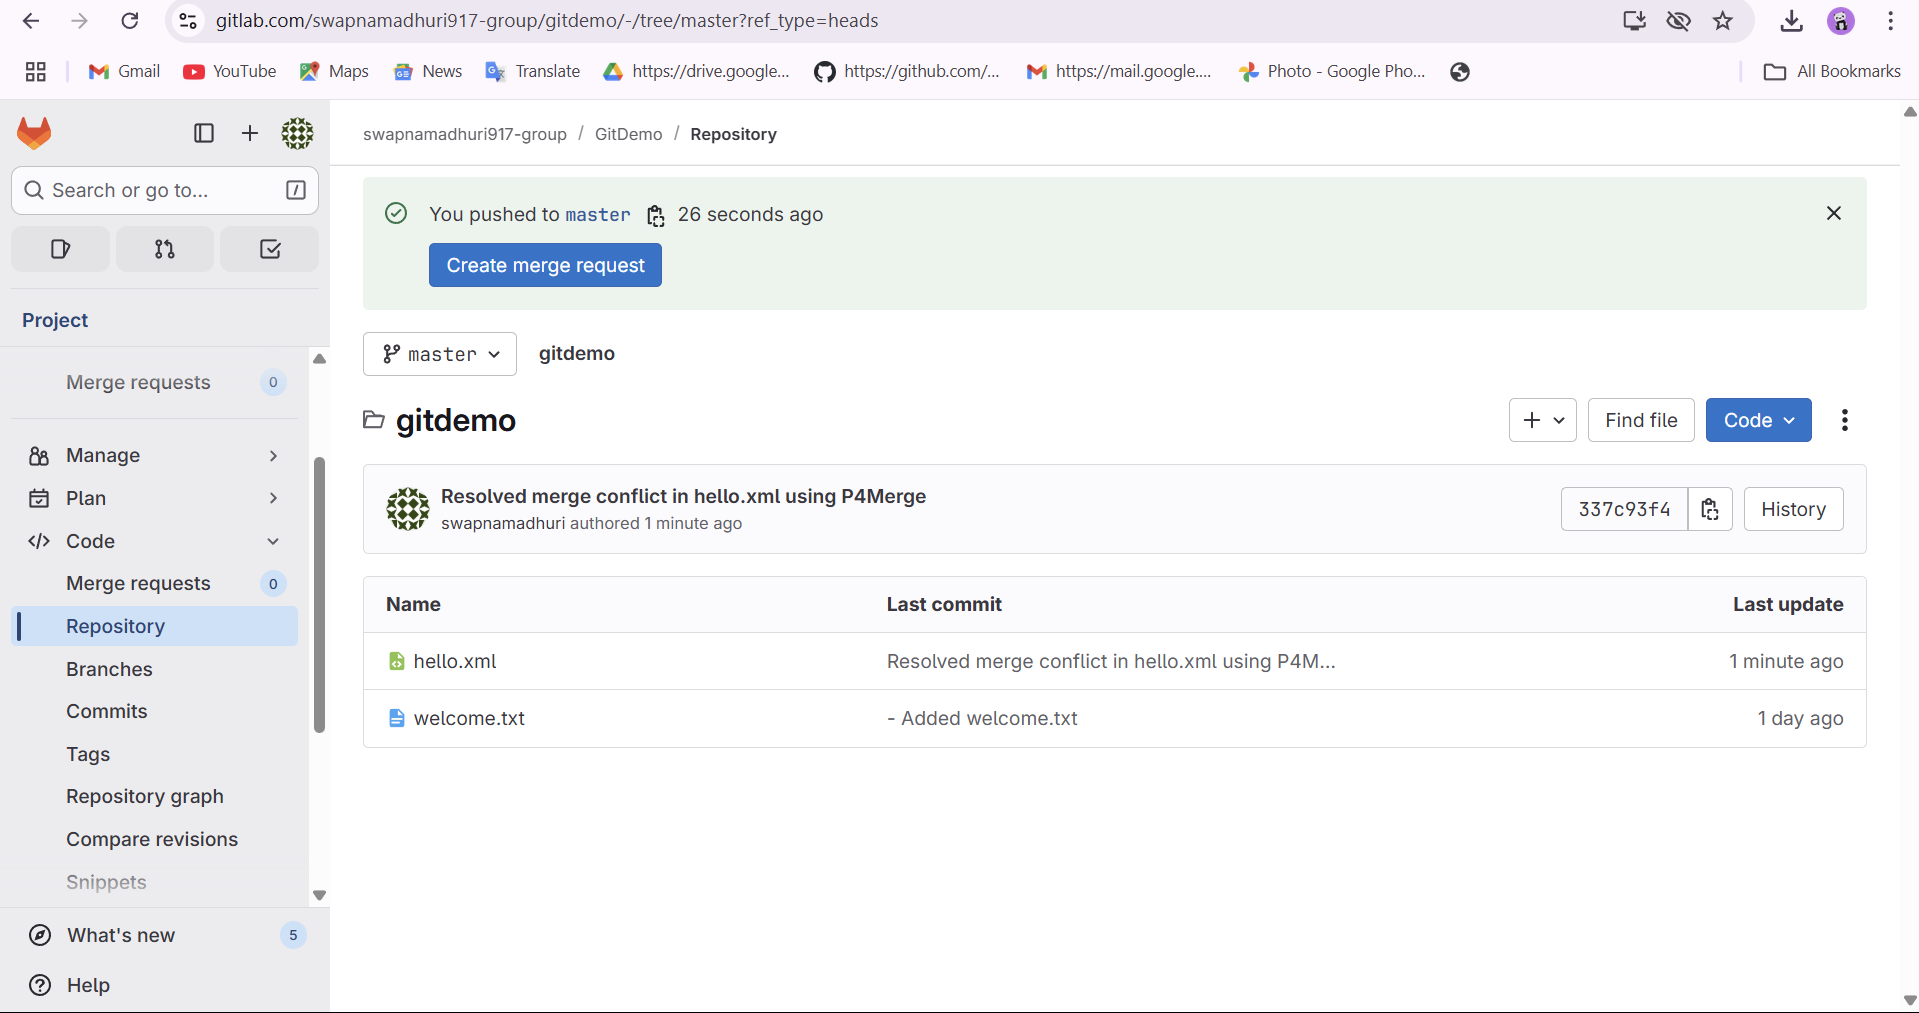 gitlab.com/swapnamadhuri917-group/gitdemo/-/tree/master?ref_type=heads
Gmail YouTube Maps News Translate https://drive.google... https://github.com/... https://mail.google.... Photo - Google Pho... All Bookmarks
swapnamadhuri917-group / GitDemo / Repository
Search or go to... /
You pushed to master 26 seconds ago
Create merge request
Project
master gitdemo
Merge requests 0
gitdemo
Find file Code
Manage
Plan
Code
Merge requests 0
Repository
Branches
Commits
Tags
Repository graph
Compare revisions
Snippets
What's new 5
Help
Resolved merge conflict in hello.xml using P4Merge
swapnamadhuri authored 1 minute ago
337c93f4 History
Name Last commit Last update
hello.xml Resolved merge conflict in hello.xml using P4M... 1 minute ago
welcome.txt - Added welcome.txt 1 day ago